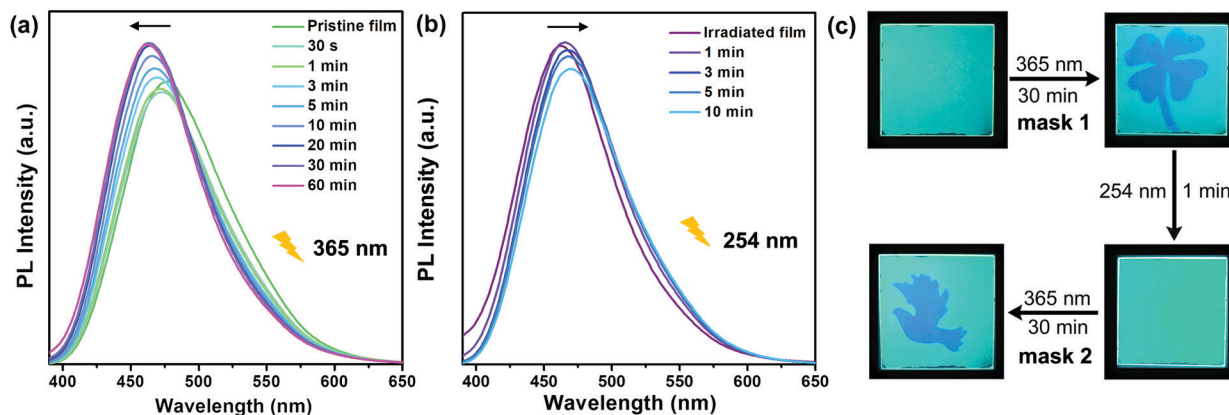 (a)
Pristine film
30 s
1 min
3 min
5 min
10 min
20 min
30 min
60 min
365 nm
PL Intensity (a.u.)
400
450
500
550
600
650
Wavelength (nm)
(b)
Irradiated film
1 min
3 min
5 min
10 min
254 nm
PL Intensity (a.u.)
400
450
500
550
600
650
Wavelength (nm)
(c)
365 nm
30 min
mask 1
254 nm
1 min
365 nm
30 min
mask 2